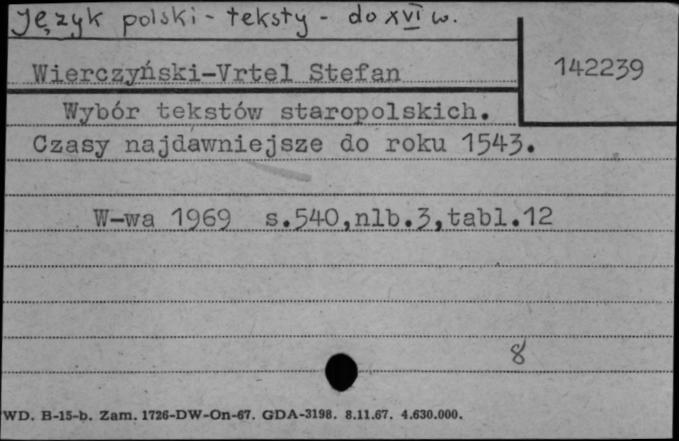 Język polski - teksty - do XVI w.
Wierczyński-Vrtel Stefan
142239
Wybór tekstów staropolskich.
Czasy najdawniejsze do roku 1543.
W-wa 1969 s.540,nlb.3,tabl.12
8
WD. B-15-b. Zam. 1726-DW-On-67. GDA-3198. 8.11.67. 4.630.000.